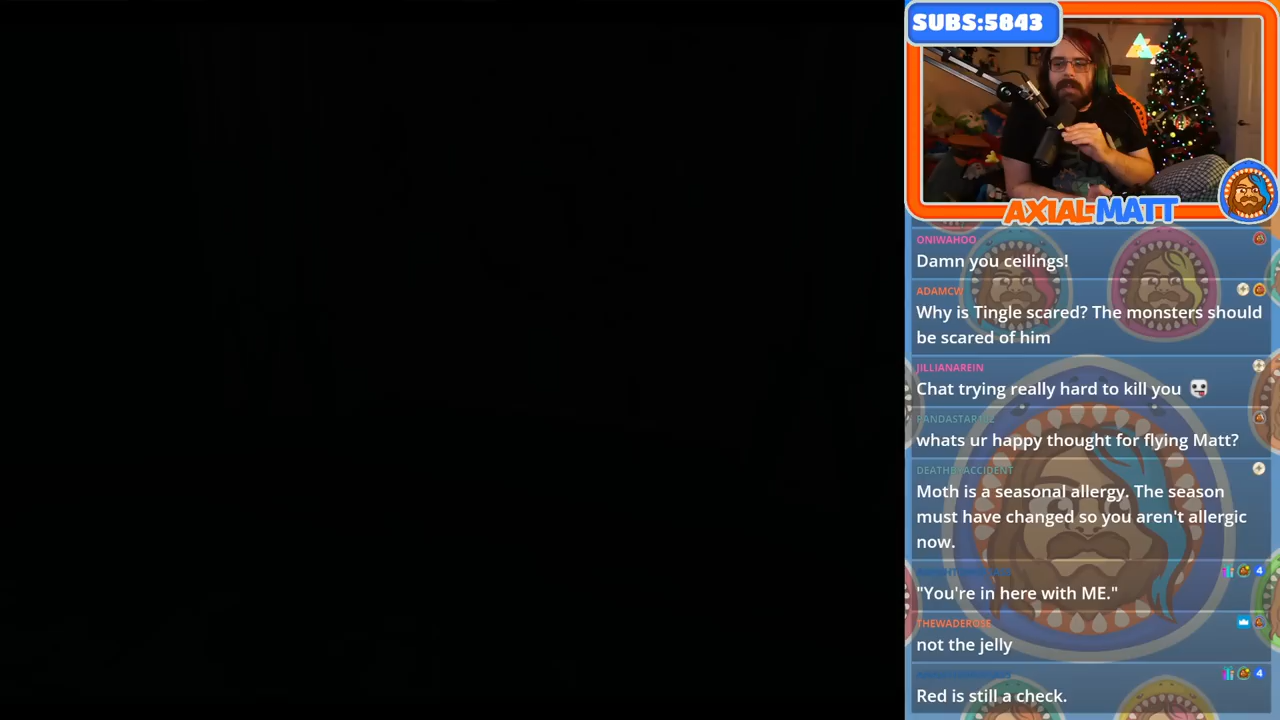 SUBS:5843
AXIALMATT
ONIWAHOO
Damn you ceilings!
ADAMCW
Why is Tingle scared? The monsters should
be scared of him
JILLIANAREIN
Chat trying really hard to kill you
whats ur happy thought for flying Matt?
Moth is a seasonal allergy. The season
must have changed so you aren't allergic
now.
4
"You're in here with ME."
THEWADEROSE
not the jelly
4
Red is still a check.